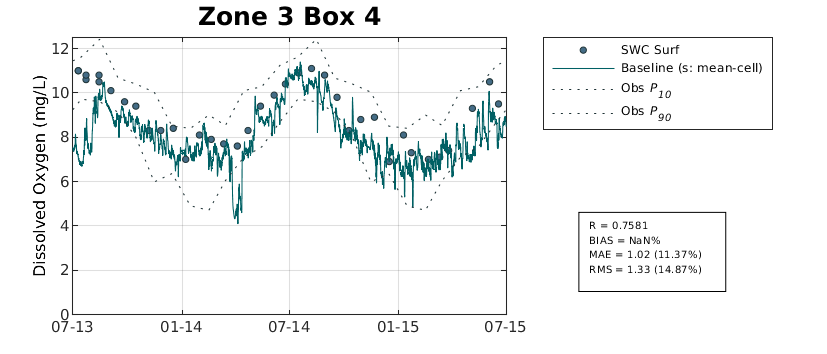 Zone 3 Box 4
Dissolved Oxygen (mg/L)
12
10
8
6
4
2
0
07-13
01-14
07-14
01-15
07-15
SWC Surf
Baseline (s: mean-cell)
Obs P10
Obs P90
R = 0.7581
BIAS = NaN%
MAE = 1.02 (11.37%)
RMS = 1.33 (14.87%)